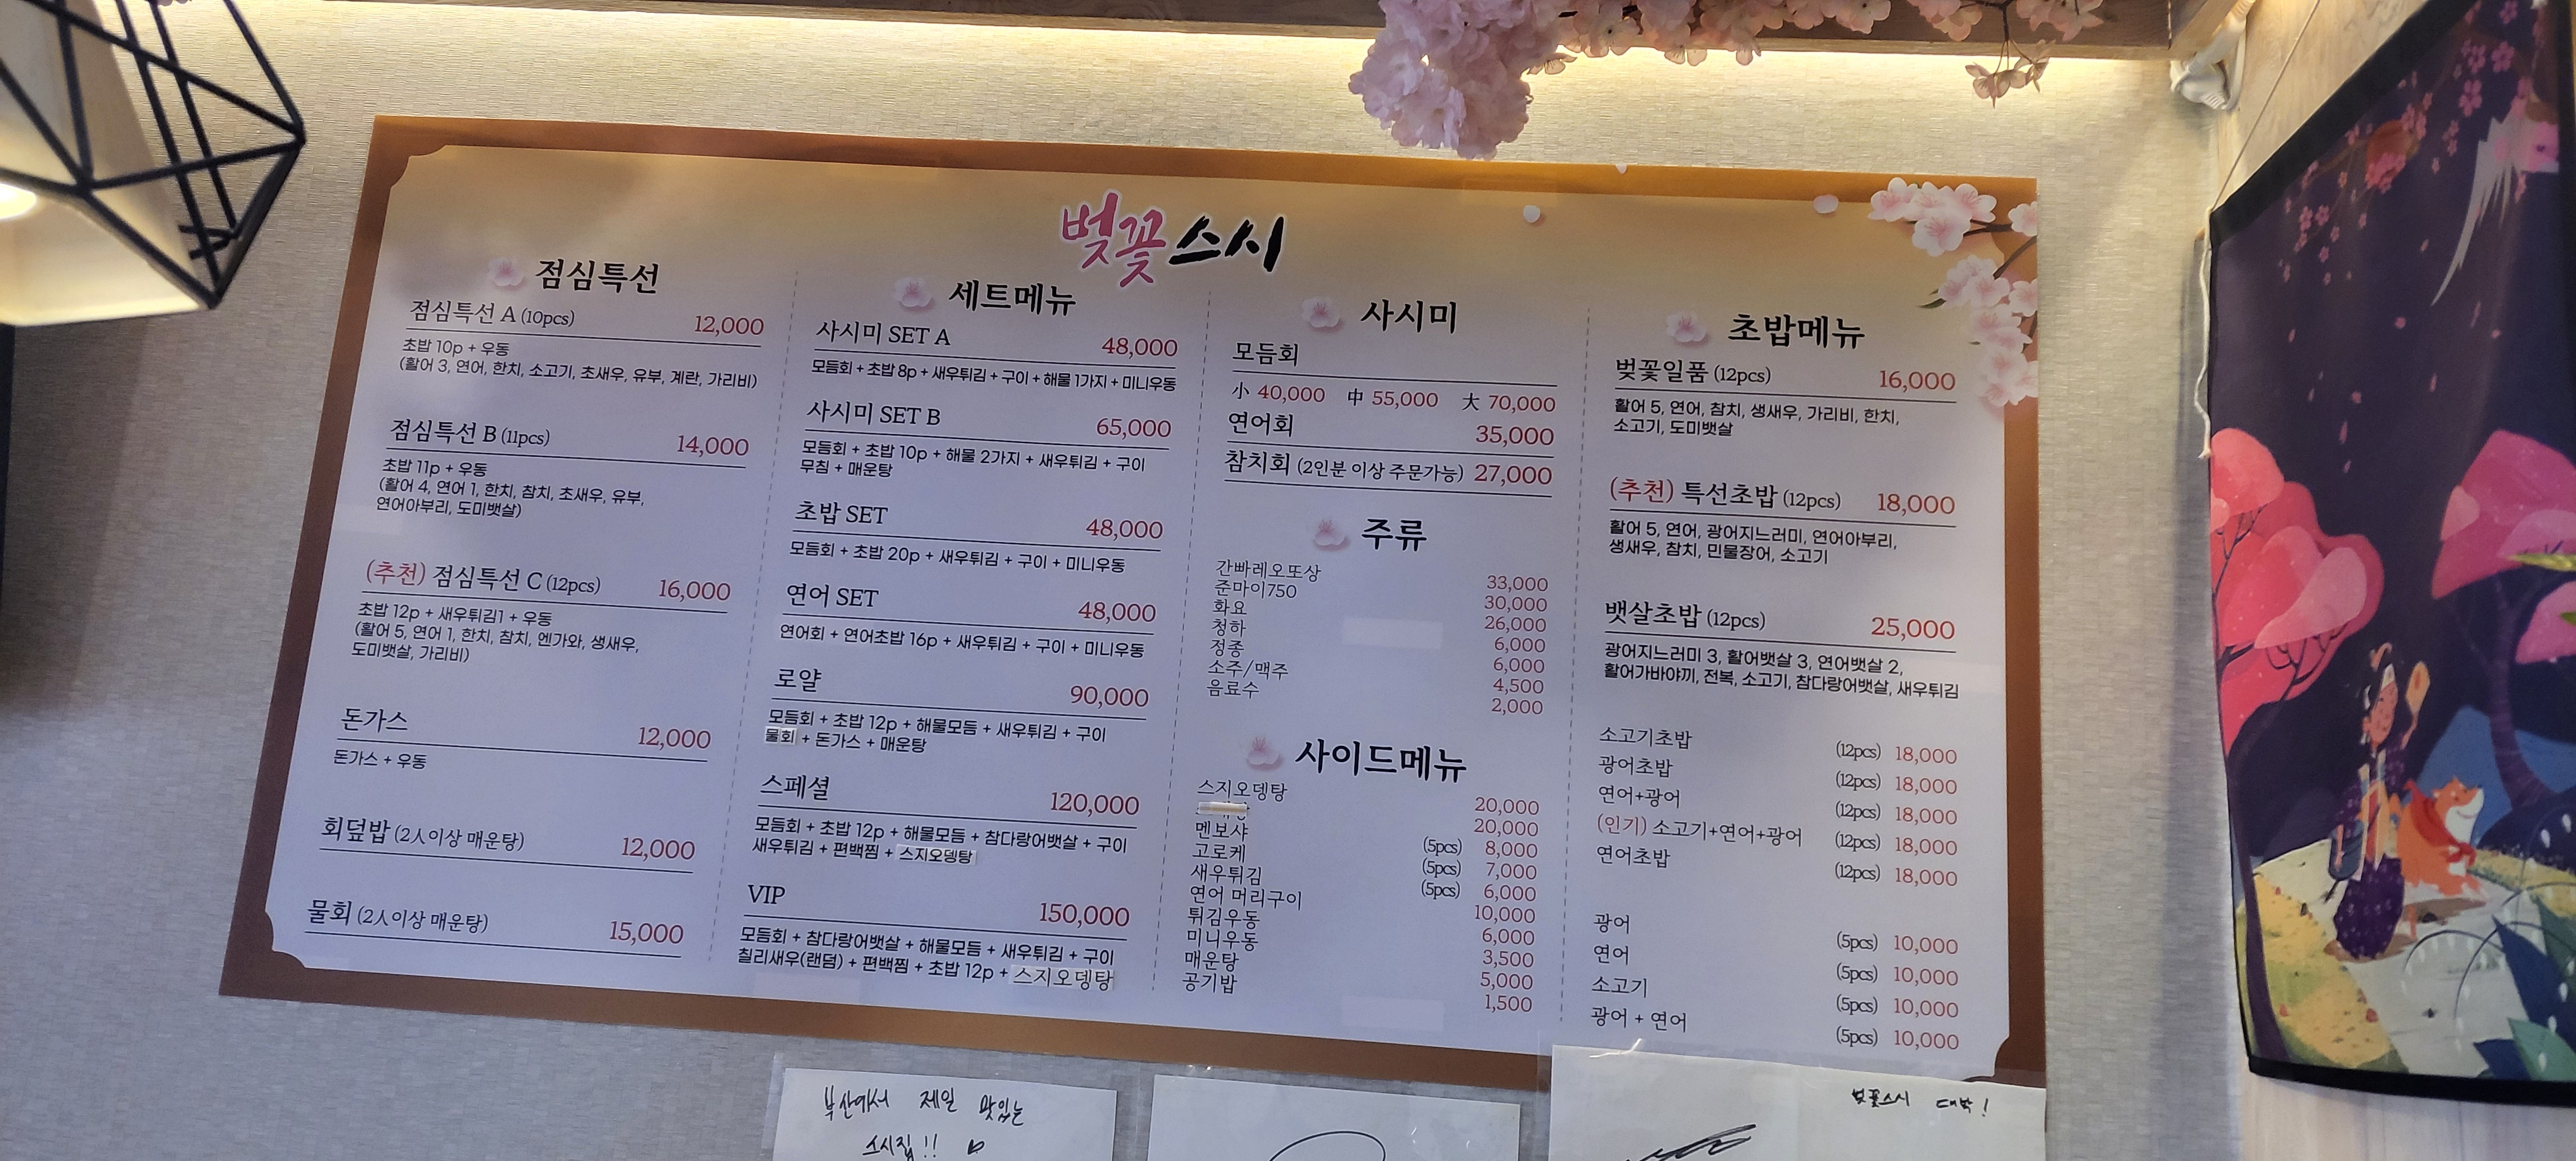 벚꽃스시
점심특선
점심특선 A (10pcs) 12,000
초밥 10p + 우동
(활어 3, 연어, 한치, 소고기, 초새우, 유부, 계란, 가리비)
점심특선 B (11pcs) 14,000
초밥 11p + 우동
(활어 4, 연어 1, 한치, 참치, 초새우, 유부,
연어아부리, 도미뱃살)
(추천) 점심특선 C (12pcs) 16,000
초밥 12p + 새우튀김1 + 우동
(활어 5, 연어 1, 한치, 참치, 엔가와, 생새우,
도미뱃살, 가리비)
돈가스 12,000
돈가스 + 우동
회덮밥 (2人이상 매운탕) 12,000
물회 (2人이상 매운탕) 15,000
세트메뉴
사시미 SET A 48,000
모듬회 + 초밥 8p + 새우튀김 + 구이 + 해물 1가지 + 미니우동
사시미 SET B 65,000
모듬회 + 초밥 10p + 해물 2가지 + 새우튀김 + 구이
무침 + 매운탕
초밥 SET 48,000
모듬회 + 초밥 20p + 새우튀김 + 구이 + 미니우동
연어 SET 48,000
연어회 + 연어초밥 16p + 새우튀김 + 구이 + 미니우동
로얄 90,000
모듬회 + 초밥 12p + 해물모듬 + 새우튀김 + 구이
물회 + 돈가스 + 매운탕
스페셜 120,000
모듬회 + 초밥 12p + 해물모듬 + 참다랑어뱃살 + 구이
새우튀김 + 편백찜 + 스지오뎅탕
VIP 150,000
모듬회 + 참다랑어뱃살 + 해물모듬 + 새우튀김 + 구이
칠리새우(랜덤) + 편백찜 + 초밥 12p + 스지오뎅탕
사시미
모듬회
小 40,000 中 55,000 大 70,000
연어회 35,000
참치회 (2인분 이상 주문가능) 27,000
주류
간빠레오또상 33,000
준마이750 30,000
화요 26,000
청하 6,000
정종 6,000
소주/맥주 4,500
음료수 2,000
사이드메뉴
스지오뎅탕 20,000
20,000
멘보샤 (5pcs) 8,000
고로케 (5pcs) 7,000
새우튀김 (5pcs) 6,000
연어 머리구이 10,000
튀김우동 6,000
미니우동 3,500
매운탕 5,000
공기밥 1,500
초밥메뉴
벚꽃일품 (12pcs) 16,000
활어 5, 연어, 참치, 생새우, 가리비, 한치,
소고기, 도미뱃살
(추천) 특선초밥 (12pcs) 18,000
활어 5, 연어, 광어지느러미, 연어아부리,
생새우, 참치, 민물장어, 소고기
뱃살초밥 (12pcs) 25,000
광어지느러미 3, 활어뱃살 3, 연어뱃살 2,
활어가바야끼, 전복, 소고기, 참다랑어뱃살, 새우튀김
소고기초밥 (12pcs) 18,000
광어초밥 (12pcs) 18,000
연어+광어 (12pcs) 18,000
(인기) 소고기+연어+광어 (12pcs) 18,000
연어초밥 (12pcs) 18,000
광어 (5pcs) 10,000
연어 (5pcs) 10,000
소고기 (5pcs) 10,000
광어 + 연어 (5pcs) 10,000
부산에서 제일 맛있는
스시집!!
벚꽃스시 대박!